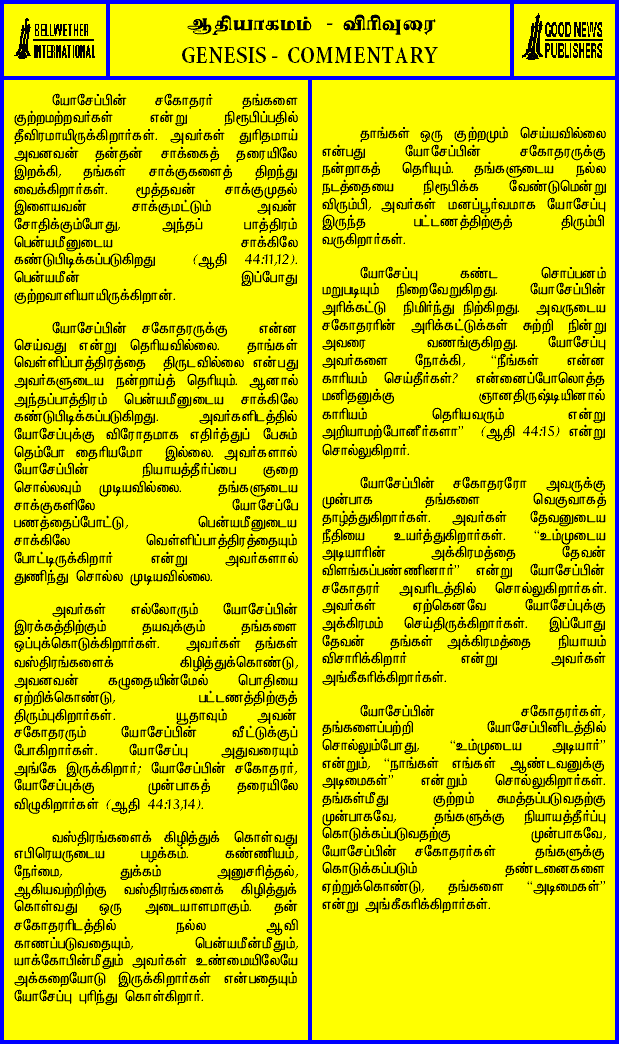 BELLWETHER
INTERNATIONAL
ஆதியாகமம் - விரிவுரை
GENESIS - COMMENTARY
GOOD NEWS
PUBLISHERS
யோசேப்பின் சகோதரர் தங்களை
குற்றமற்றவர்கள் என்று நிரூபிப்பதில்
தீவிரமாயிருக்கிறார்கள். அவர்கள் துரிதமாய்
அவனவன் தன்தன் சாக்கைத் தரையிலே
இறக்கி, தங்கள் சாக்குகளைத் திறந்து
வைக்கிறார்கள். மூத்தவன் சாக்குமுதல்
இளையவன் சாக்குமட்டும் அவன்
சோதிக்கும்போது, அந்தப் பாத்திரம்
பென்யமீனுடைய சாக்கிலே
கண்டுபிடிக்கப்படுகிறது (ஆதி 44:11,12).
பென்யமீன் இப்போது
குற்றவாளியாயிருக்கிறான்.
யோசேப்பின் சகோதரருக்கு என்ன
செய்வது என்று தெரியவில்லை. தாங்கள்
வெள்ளிப்பாத்திரத்தை திருடவில்லை என்பது
அவர்களுடைய நன்றாய்த் தெரியும். ஆனால்
அந்தப்பாத்திரம் பென்யமீனுடைய சாக்கிலே
கண்டுபிடிக்கப்படுகிறது. அவர்களிடத்தில்
யோசேப்புக்கு விரோதமாக எதிர்த்துப் பேசும்
தெம்போ தைரியமோ இல்லை. அவர்களால்
யோசேப்பின் நியாயத்தீர்ப்பை குறை
சொல்லவும் முடியவில்லை. தங்களுடைய
சாக்குகளிலே யோசேப்பே
பணத்தைப்போட்டு, பென்யமீனுடைய
சாக்கிலே வெள்ளிப்பாத்திரத்தையும்
போட்டிருக்கிறார் என்று அவர்களால்
துணிந்து சொல்ல முடியவில்லை.
அவர்கள் எல்லோரும் யோசேப்பின்
இரக்கத்திற்கும் தயவுக்கும் தங்களை
ஒப்புக்கொடுக்கிறார்கள். அவர்கள் தங்கள்
வஸ்திரங்களைக் கிழித்துக்கொண்டு,
அவனவன் கழுதையின்மேல் பொதியை
ஏற்றிக்கொண்டு, பட்டணத்திற்குத்
திரும்புகிறார்கள். யூதாவும் அவன்
சகோதரரும் யோசேப்பின் வீட்டுக்குப்
போகிறார்கள். யோசேப்பு அதுவரையும்
அங்கே இருக்கிறார்; யோசேப்பின் சகோதரர்,
யோசேப்புக்கு முன்பாகத் தரையிலே
விழுகிறார்கள் (ஆதி 44:13,14).
வஸ்திரங்களைக் கிழித்துக் கொள்வது
எபிரெயருடைய பழக்கம். கண்ணியம்,
நேர்மை, துக்கம் அனுசரித்தல்,
ஆகியவற்றிற்கு வஸ்திரங்களைக் கிழித்துக்
கொள்வது ஒரு அடையாளமாகும். தன்
சகோதரரிடத்தில் நல்ல ஆவி
காணப்படுவதையும், பென்யமீன்மீதும்,
யாக்கோபின்மீதும் அவர்கள் உண்மையிலேயே
அக்கறையோடு இருக்கிறார்கள் என்பதையும்
யோசேப்பு புரிந்து கொள்கிறார்.
தாங்கள் ஒரு குற்றமும் செய்யவில்லை
என்பது யோசேப்பின் சகோதரருக்கு
நன்றாகத் தெரியும். தங்களுடைய நல்ல
நடத்தையை நிரூபிக்க வேண்டுமென்று
விரும்பி, அவர்கள் மனப்பூர்வமாக யோசேப்பு
இருந்த பட்டணத்திற்குத் திரும்பி
வருகிறார்கள்.
யோசேப்பு கண்ட சொப்பனம்
மறுபடியும் நிறைவேறுகிறது. யோசேப்பின்
அரிக்கட்டு நிமிர்ந்து நிற்கிறது. அவருடைய
சகோதரரின் அரிக்கட்டுக்கள் சுற்றி நின்று
அவரை வணங்குகிறது. யோசேப்பு
அவர்களை நோக்கி, “நீங்கள் என்ன
காரியம் செய்தீர்கள்? என்னைப்போலொத்த
மனிதனுக்கு ஞானதிருஷ்டியினால்
காரியம் தெரியவரும் என்று
அறியாமற்போனீர்களா” (ஆதி 44:15) என்று
சொல்லுகிறார்.
யோசேப்பின் சகோதரரோ அவருக்கு
முன்பாக தங்களை வெகுவாகத்
தாழ்த்துகிறார்கள். அவர்கள் தேவனுடைய
நீதியை உயர்த்துகிறார்கள். “உம்முடைய
அடியாரின் அக்கிரமத்தை தேவன்
விளங்கப்பண்ணினார்” என்று யோசேப்பின்
சகோதரர் அவரிடத்தில் சொல்லுகிறார்கள்.
அவர்கள் ஏற்கெனவே யோசேப்புக்கு
அக்கிரமம் செய்திருக்கிறார்கள். இப்போது
தேவன் தங்கள் அக்கிரமத்தை நியாயம்
விசாரிக்கிறார் என்று அவர்கள்
அங்கீகரிக்கிறார்கள்.
யோசேப்பின் சகோதரர்கள்,
தங்களைப்பற்றி யோசேப்பினிடத்தில்
சொல்லும்போது, “உம்முடைய அடியார்”
என்றும், “நாங்கள் எங்கள் ஆண்டவனுக்கு
அடிமைகள்” என்றும் சொல்லுகிறார்கள்.
தங்கள்மீது குற்றம் சுமத்தப்படுவதற்கு
முன்பாகவே, தங்களுக்கு நியாயத்தீர்ப்பு
கொடுக்கப்படுவதற்கு முன்பாகவே,
யோசேப்பின் சகோதரர்கள் தங்களுக்கு
கொடுக்கப்படும் தண்டனைகளை
ஏற்றுக்கொண்டு, தங்களை “அடிமைகள்”
என்று அங்கீகரிக்கிறார்கள்.